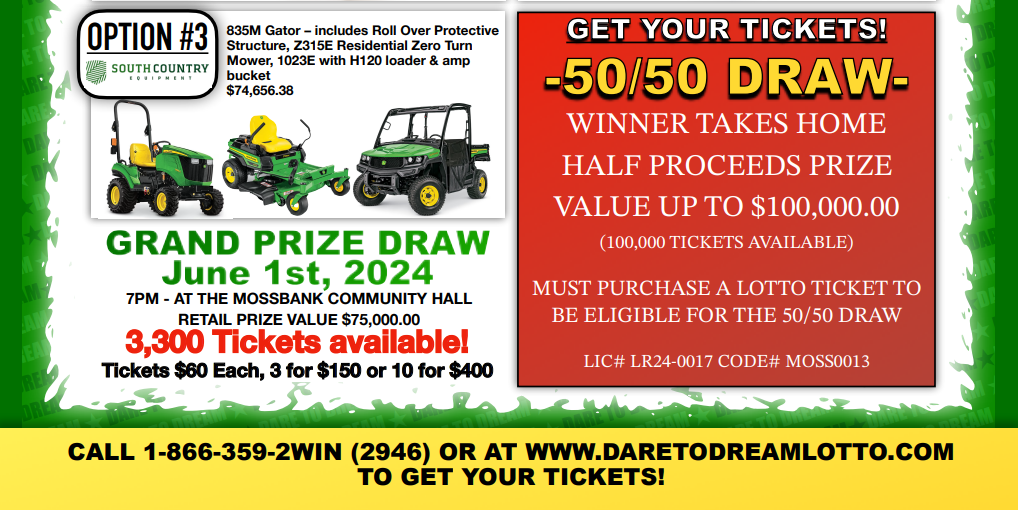 OPTION #3
SOUTH COUNTRY
EQUIPMENT
835M Gator – includes Roll Over Protective
Structure, Z315E Residential Zero Turn
Mower, 1023E with H120 loader & amp
bucket
$74,656.38
GRAND PRIZE DRAW
June 1st, 2024
7PM - AT THE MOSSBANK COMMUNITY HALL
RETAIL PRIZE VALUE $75,000.00
3,300 Tickets available!
Tickets $60 Each, 3 for $150 or 10 for $400
GET YOUR TICKETS!
-50/50 DRAW-
WINNER TAKES HOME
HALF PROCEEDS PRIZE
VALUE UP TO $100,000.00
(100,000 TICKETS AVAILABLE)
MUST PURCHASE A LOTTO TICKET TO
BE ELIGIBLE FOR THE 50/50 DRAW
LIC# LR24-0017 CODE# MOSS0013
CALL 1-866-359-2WIN (2946) OR AT WWW.DARETODREAMLOTTO.COM
TO GET YOUR TICKETS!